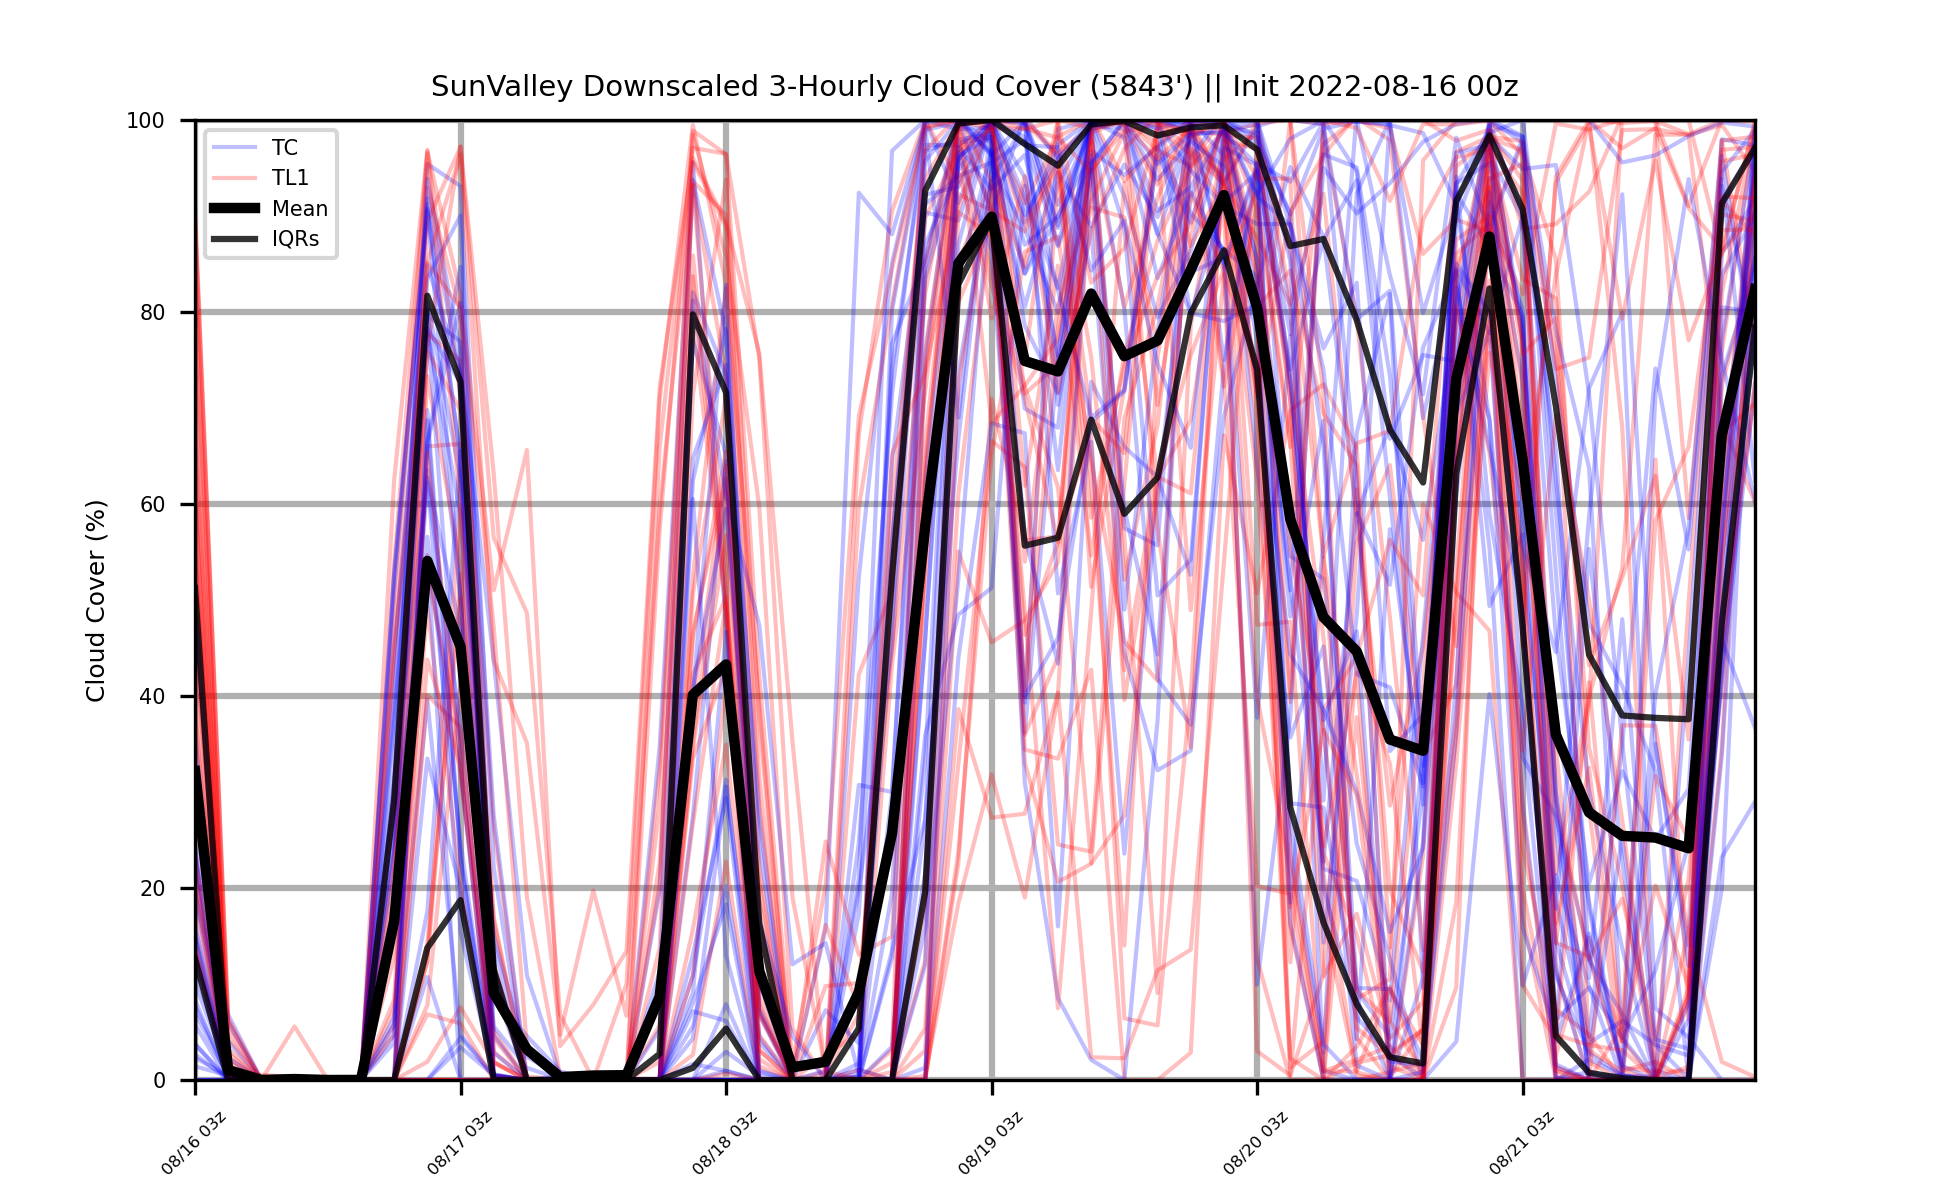 SunValley Downscaled 3-Hourly Cloud Cover (5843') || Init 2022-08-16 00z
Cloud Cover (%)
100
80
60
40
20
0
TC
TL1
Mean
IQRs
08/16 03z
08/17 03z
08/18 03z
08/19 03z
08/20 03z
08/21 03z